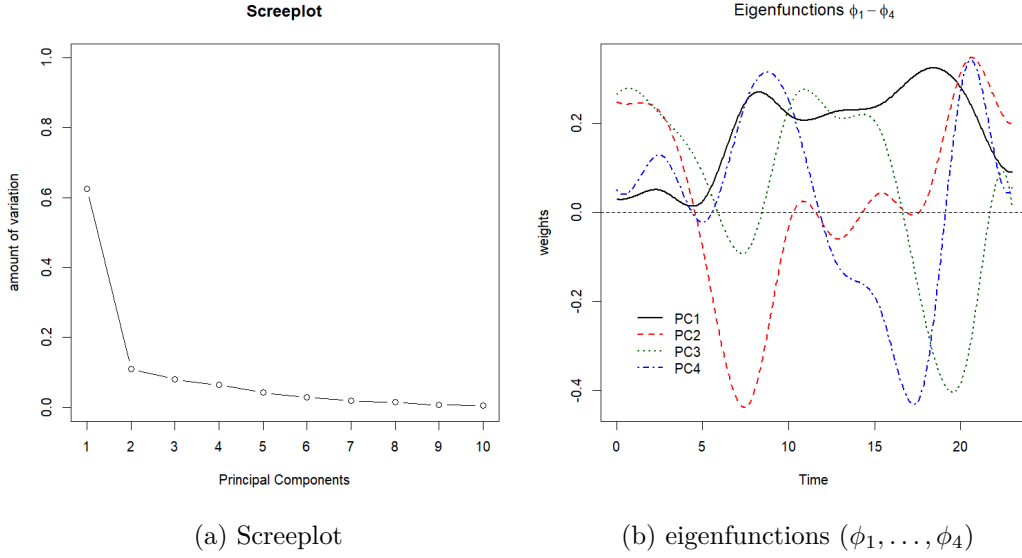 Screeplot
amount of variation
1.0
0.8
0.6
0.4
0.2
0.0
1 2 3 4 5 6 7 8 9 10
Principal Components
(a) Screeplot
Eigenfunctions ϕ₁ − ϕ₄
weights
0.2
0.0
-0.2
-0.4
PC1
PC2
PC3
PC4
0 5 10 15 20
Time
(b) eigenfunctions (ϕ₁, . . . , ϕ₄)